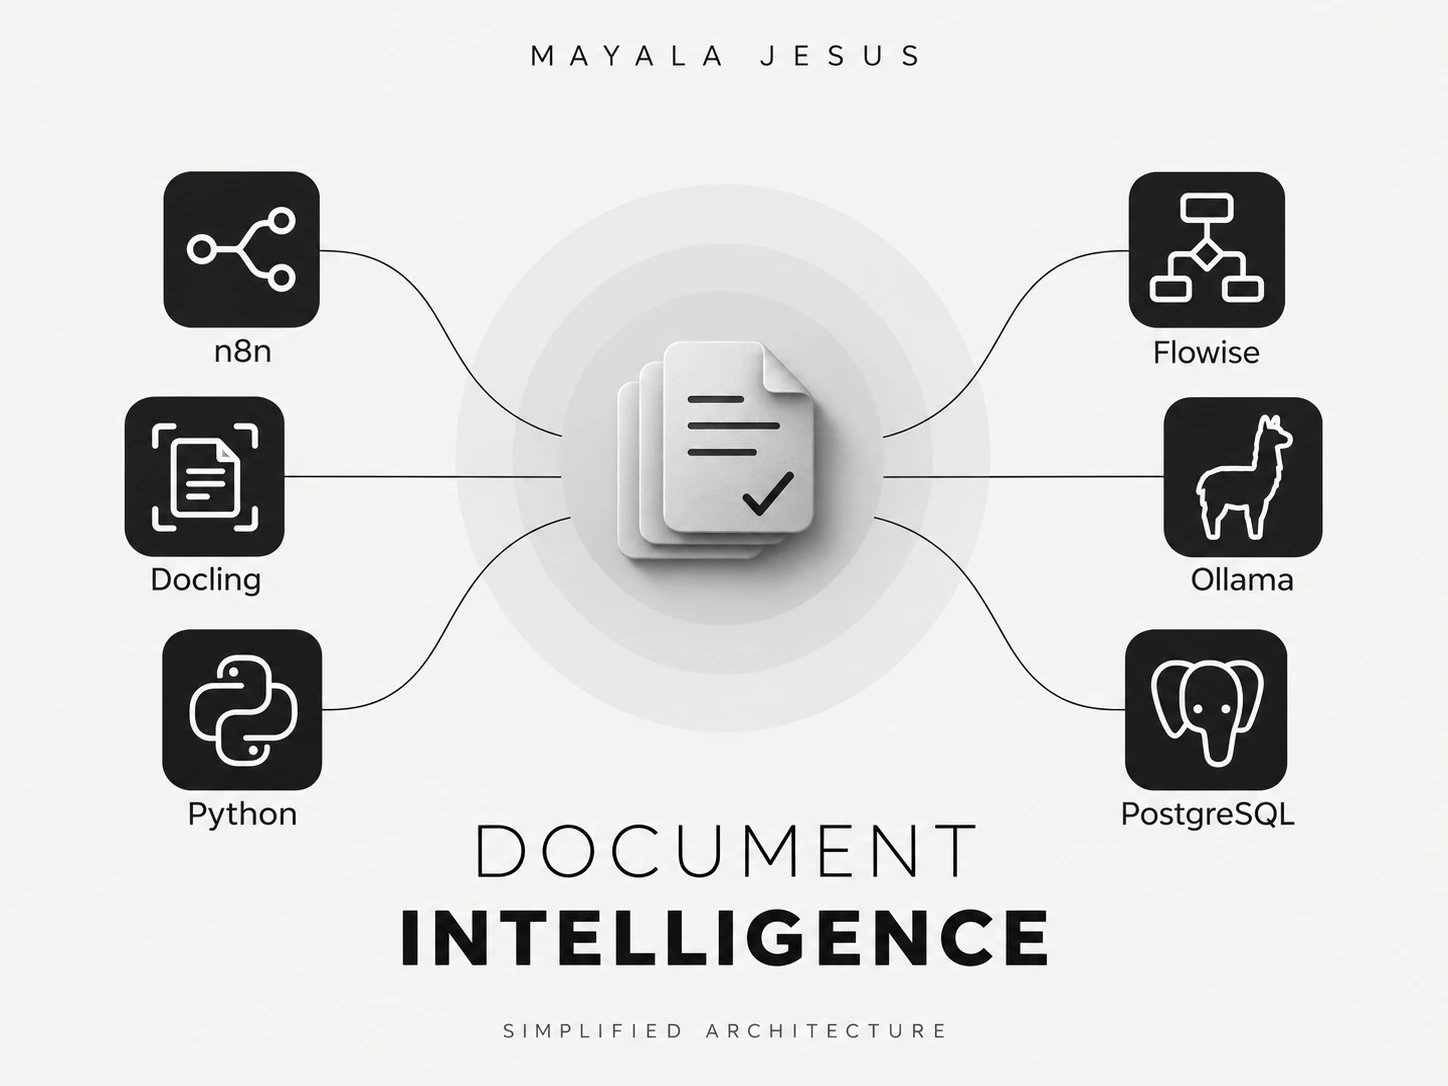 MAYALA JESUS
n8n
Flowise
Docling
Ollama
Python
PostgreSQL
DOCUMENT
INTELLIGENCE
SIMPLIFIED ARCHITECTURE